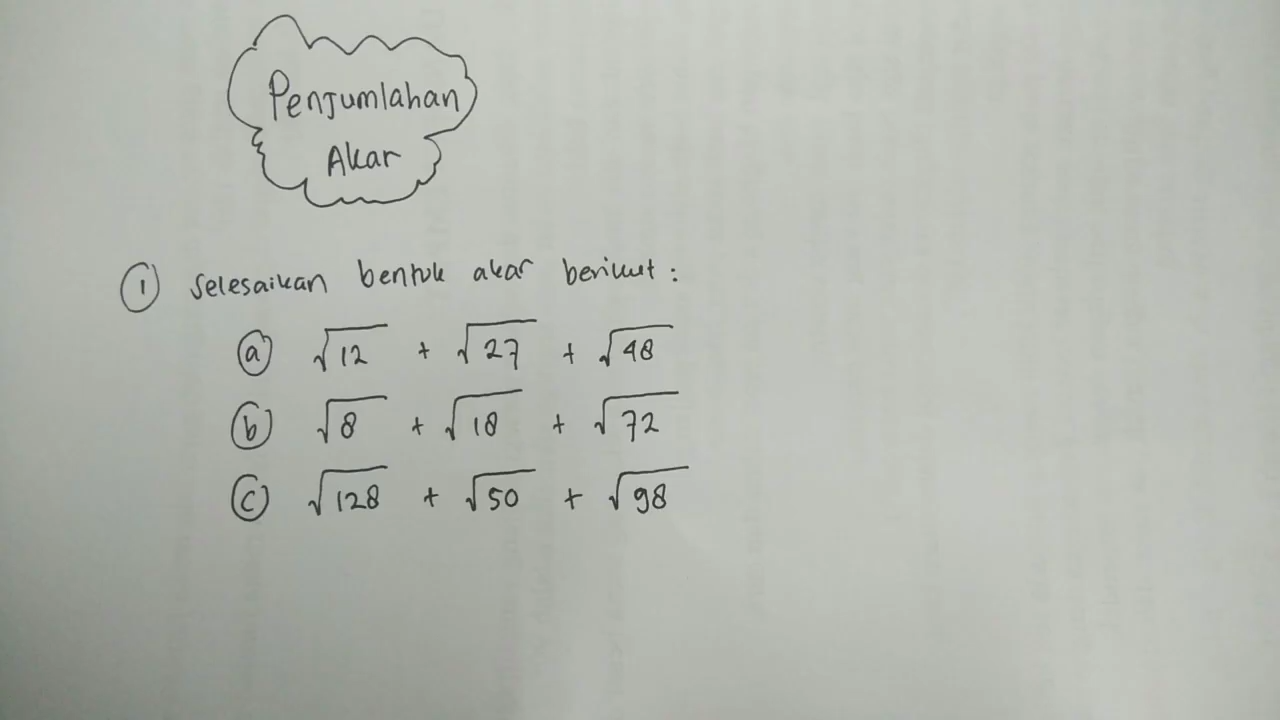 Penjumlahan
Akar
① Selesaikan bentuk akar berikut :
ⓐ √12 + √27 + √48
ⓑ √8 + √18 + √72
ⓒ √128 + √50 + √98